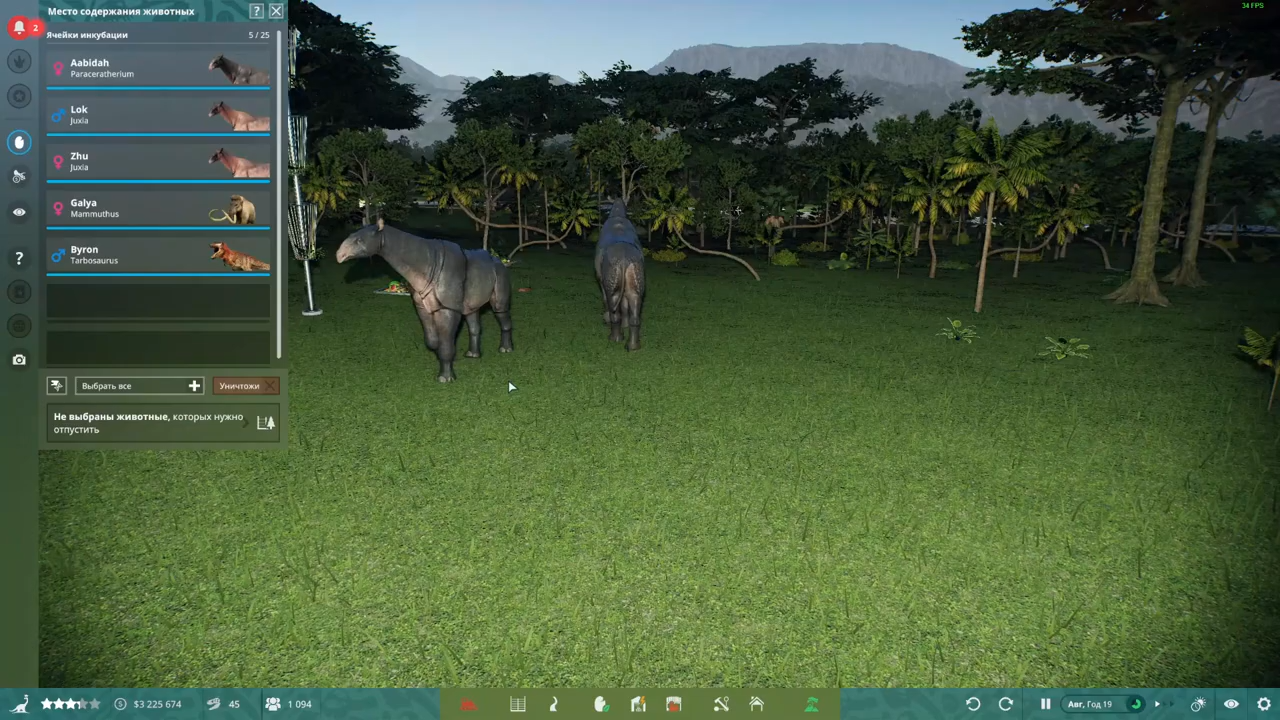 34 FPS
Место содержания животных
?
2
Ячейки инкубации
5 / 25
Aabidah
Paraceratherium
Lok
Juxia
Zhu
Juxia
Galya
Mammuthus
Byron
Tarbosaurus
?
Выбрать все
Уничтожи
Не выбраны животные, которых нужно
отпустить
$3 225 674
45
1 094
Авг, Год 19